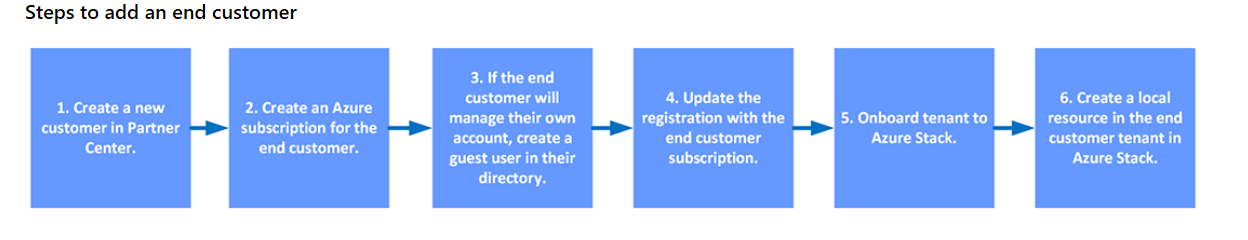 Steps to add an end customer
1. Create a new
customer in Partner
Center.
2. Create an Azure
subscription for the
end customer.
3. If the end
customer will
manage their own
account, create a
guest user in their
directory.
4. Update the
registration with the
end customer
subscription.
5. Onboard tenant to
Azure Stack.
6. Create a local
resource in the end
customer tenant in
Azure Stack.